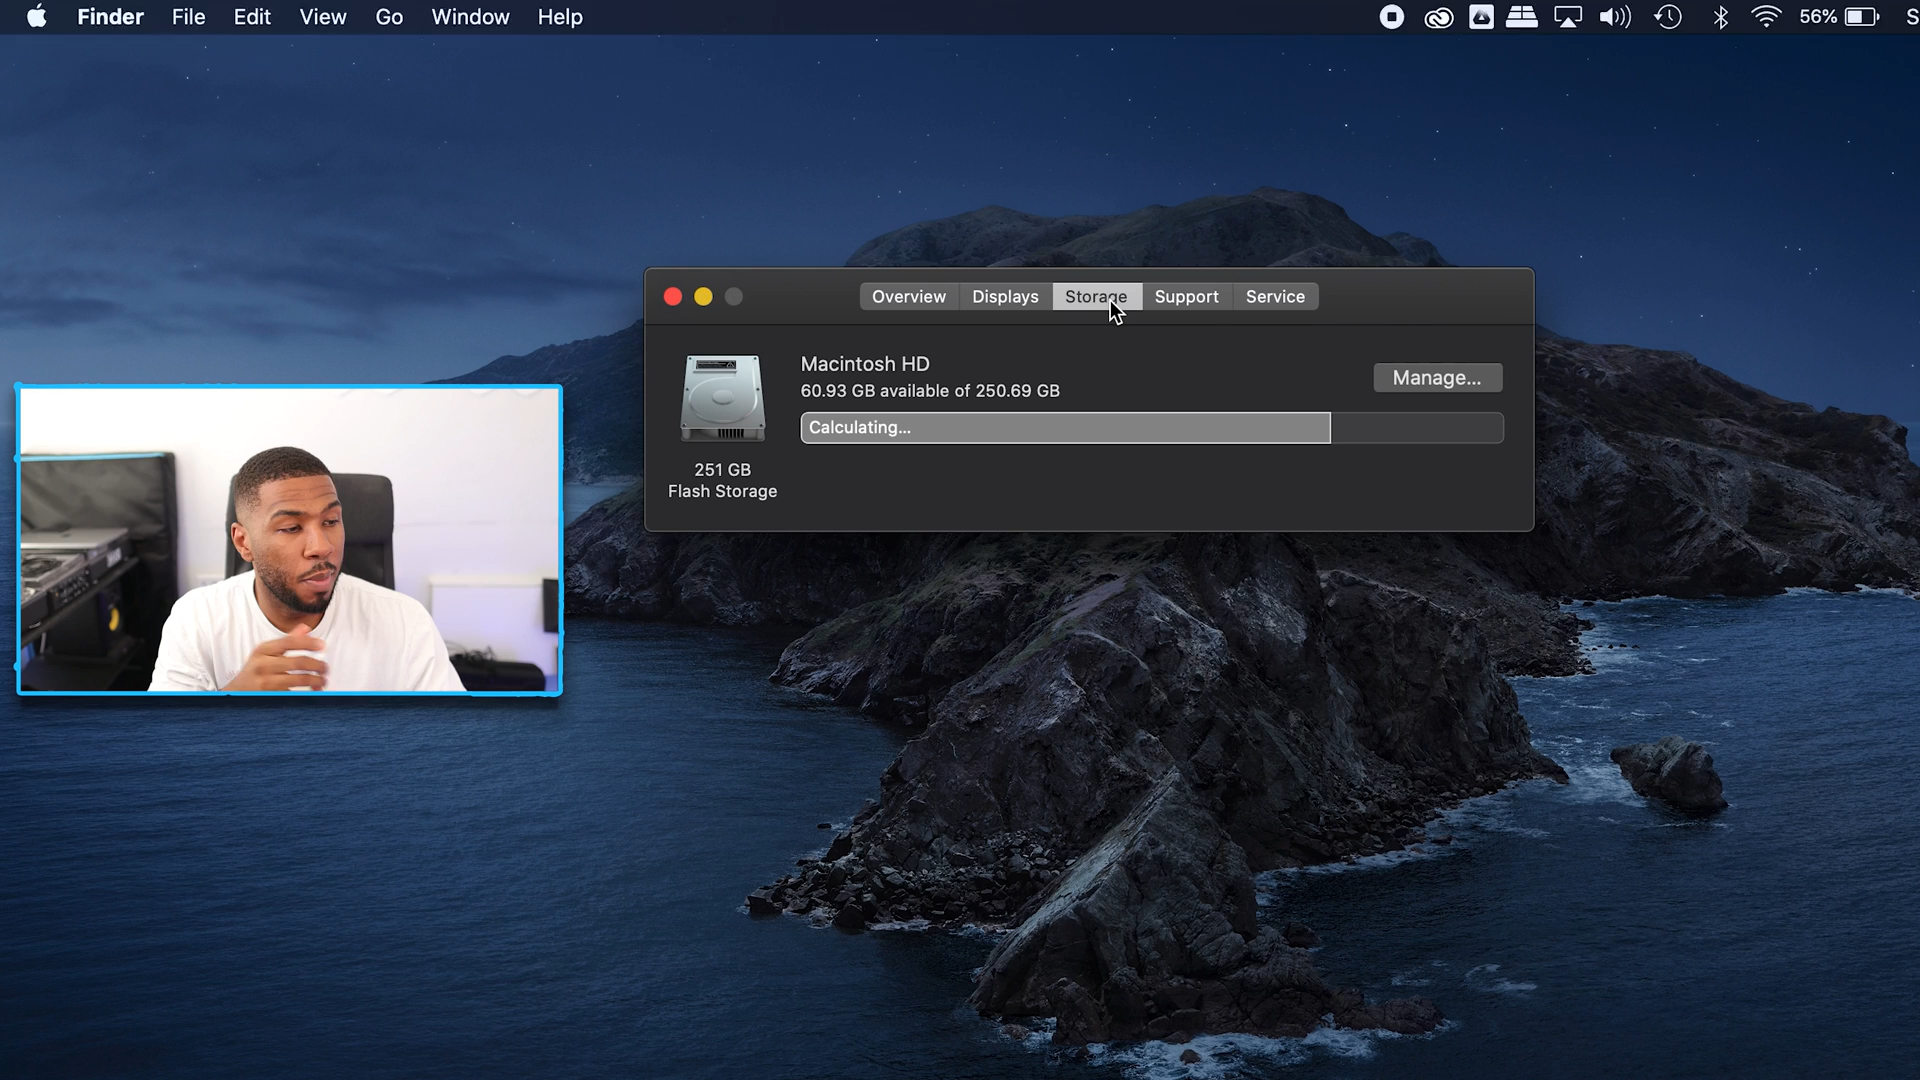 Finder File Edit View Go Window Help 56% S
Overview Displays Storage Support Service
Macintosh HD
60.93 GB available of 250.69 GB
Manage...
Calculating...
251 GB
Flash Storage